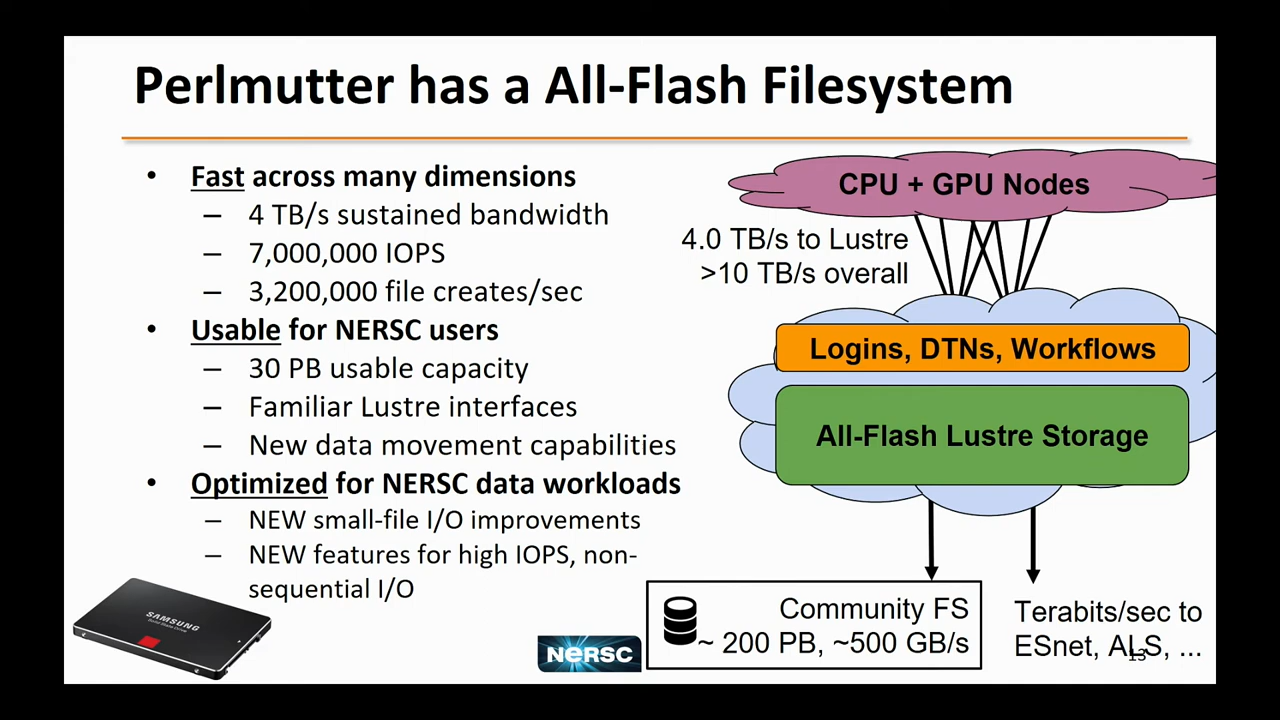 Perlmutter has a All-Flash Filesystem
• Fast across many dimensions
– 4 TB/s sustained bandwidth
– 7,000,000 IOPS
– 3,200,000 file creates/sec
• Usable for NERSC users
– 30 PB usable capacity
– Familiar Lustre interfaces
– New data movement capabilities
• Optimized for NERSC data workloads
– NEW small-file I/O improvements
– NEW features for high IOPS, non-
sequential I/O
CPU + GPU Nodes
4.0 TB/s to Lustre
>10 TB/s overall
Logins, DTNs, Workflows
All-Flash Lustre Storage
Community FS
~ 200 PB, ~500 GB/s
Terabits/sec to
ESnet, ALS, ...
13
SAMSUNG
NERSC